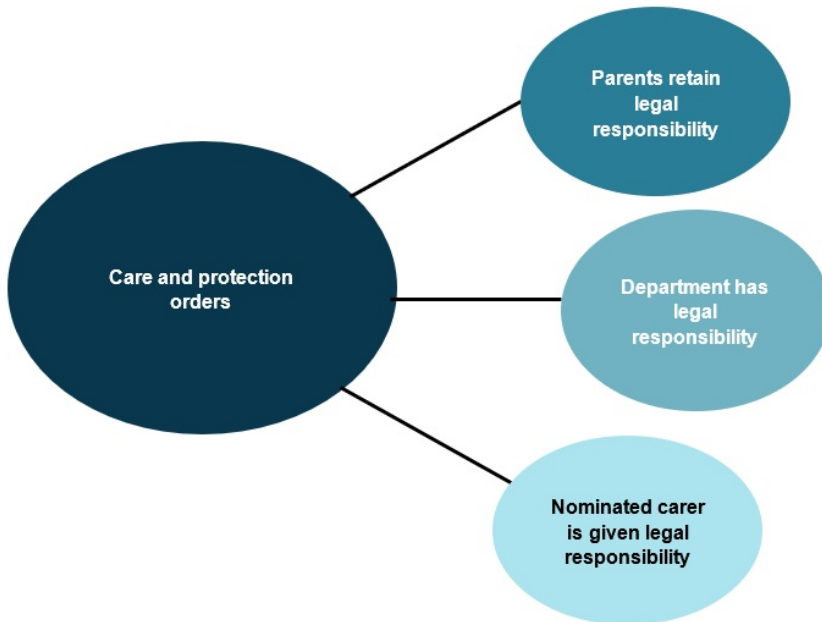 Parents retain
legal
responsibility
Care and protection
orders
Department has
legal
responsibility
Nominated carer
is given legal
responsibility